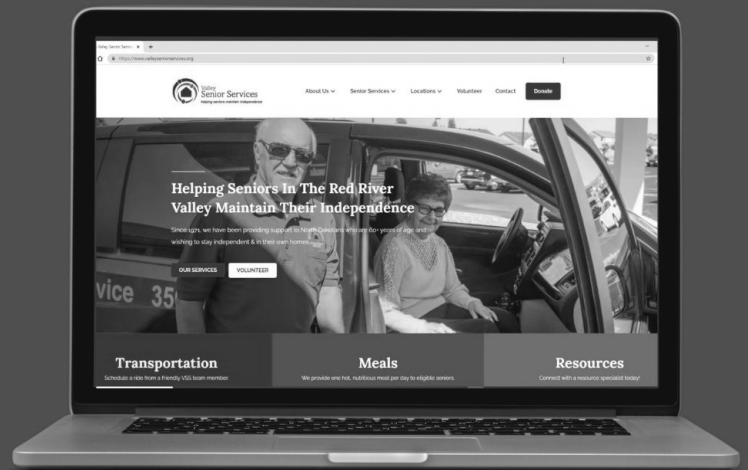 Valley Senior Servic
https://www.valleyseniorservices.org
Valley
Senior Services
Helping seniors maintain independence
About Us
Senior Services
Locations
Volunteer
Contact
Donate
Helping Seniors In The Red River
Valley Maintain Their Independence
Since 1971, we have been providing support to North Dakotans who are 60+ years of age and
wishing to stay independent & in their own homes.
OUR SERVICES
VOLUNTEER
vice 35
Transportation
Schedule a ride from a friendly VSS team member.
Meals
We provide one hot, nutritious meal per day to eligible seniors.
Resources
Connect with a resource specialist today!